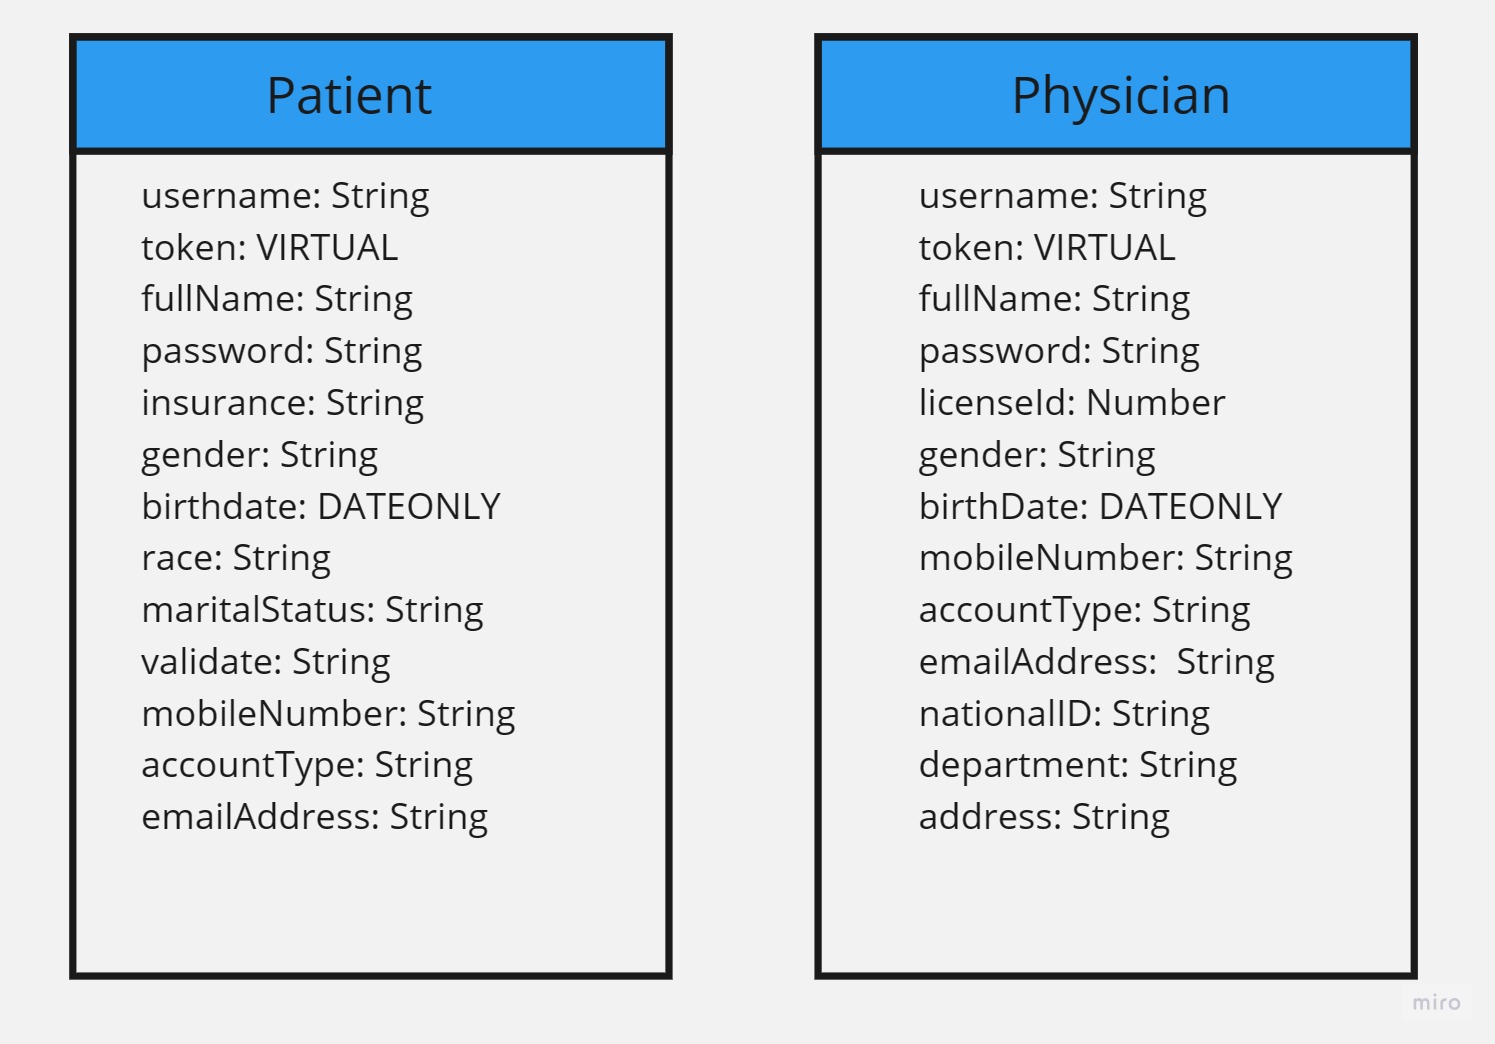 Patient
username: String
token: VIRTUAL
fullName: String
password: String
insurance: String
gender: String
birthdate: DATEONLY
race: String
maritalStatus: String
validate: String
mobileNumber: String
accountType: String
emailAddress: String
Physician
username: String
token: VIRTUAL
fullName: String
password: String
licenseId: Number
gender: String
birthDate: DATEONLY
mobileNumber: String
accountType: String
emailAddress:  String
nationalID: String
department: String
address: String
miro